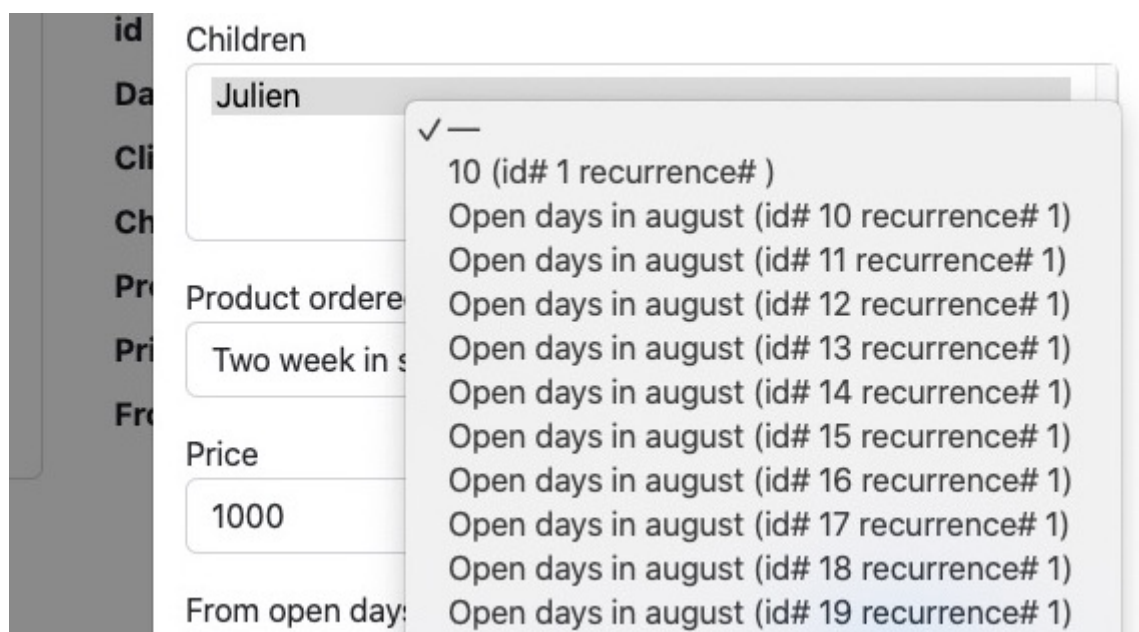 id
Da
Cli
Ch
Pr
Pri
Fro
Children
Julien
Product ordere
Two week in s
Price
1000
From open days
✓ —
10 (id# 1 recurrence# )
Open days in august (id# 10 recurrence# 1)
Open days in august (id# 11 recurrence# 1)
Open days in august (id# 12 recurrence# 1)
Open days in august (id# 13 recurrence# 1)
Open days in august (id# 14 recurrence# 1)
Open days in august (id# 15 recurrence# 1)
Open days in august (id# 16 recurrence# 1)
Open days in august (id# 17 recurrence# 1)
Open days in august (id# 18 recurrence# 1)
Open days in august (id# 19 recurrence# 1)